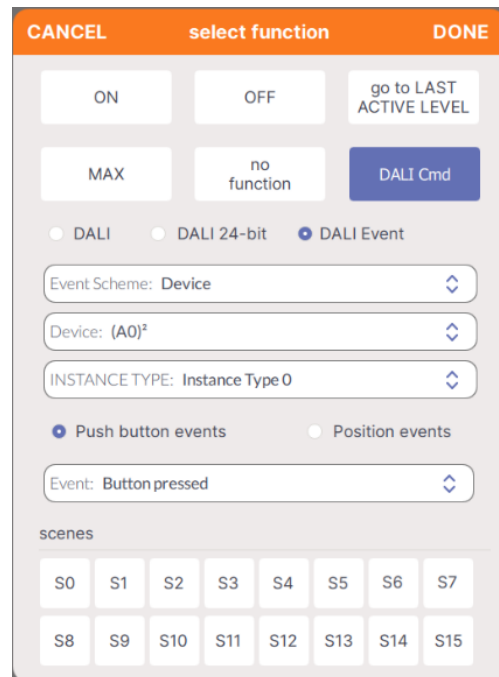 CANCEL select function DONE
ON OFF go to LAST ACTIVE LEVEL
MAX no function DALI Cmd
DALI DALI 24-bit DALI Event
Event Scheme: Device
Device: (A0)²
INSTANCE TYPE: Instance Type 0
Push button events Position events
Event: Button pressed
scenes
S0 S1 S2 S3 S4 S5 S6 S7
S8 S9 S10 S11 S12 S13 S14 S15